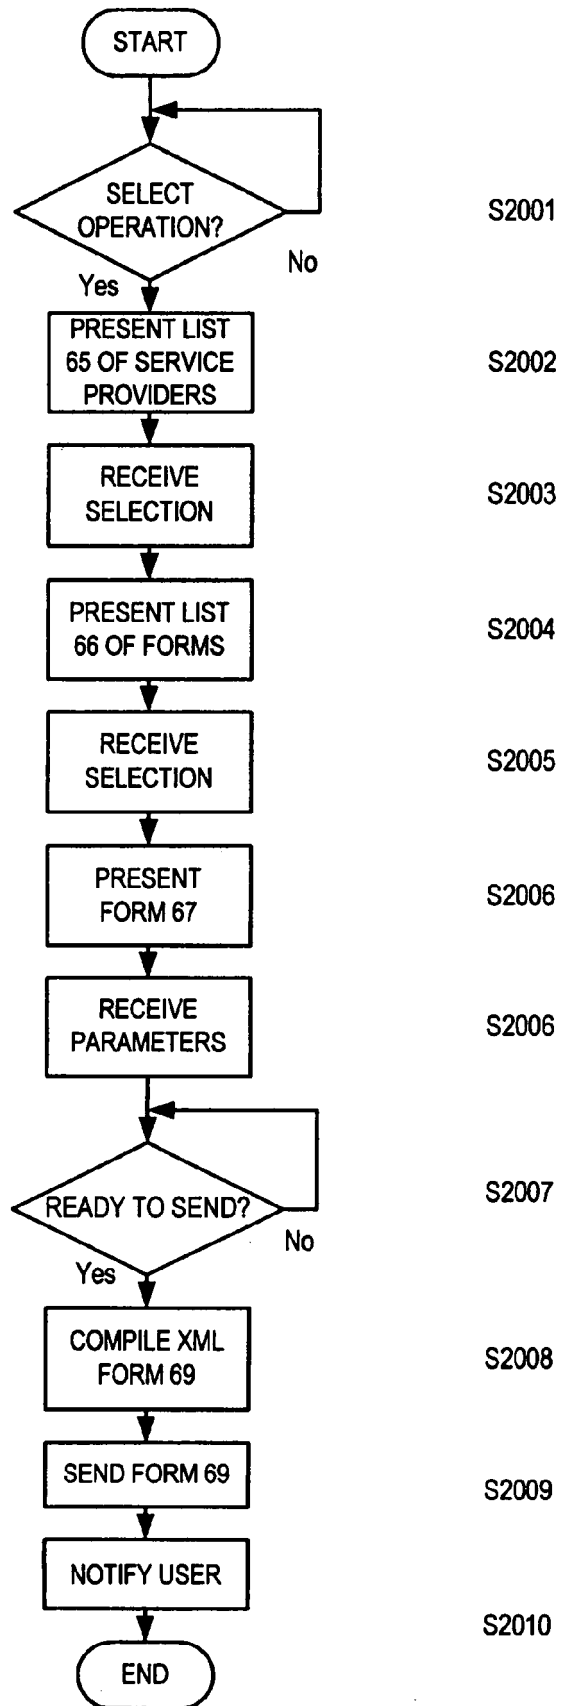 START
SELECT
OPERATION?
S2001
No
Yes
PRESENT LIST
65 OF SERVICE
PROVIDERS
S2002
RECEIVE
SELECTION
S2003
PRESENT LIST
66 OF FORMS
S2004
RECEIVE
SELECTION
S2005
PRESENT
FORM 67
S2006
RECEIVE
PARAMETERS
S2006
READY TO SEND?
S2007
No
Yes
COMPILE XML
FORM 69
S2008
SEND FORM 69
S2009
NOTIFY USER
S2010
END